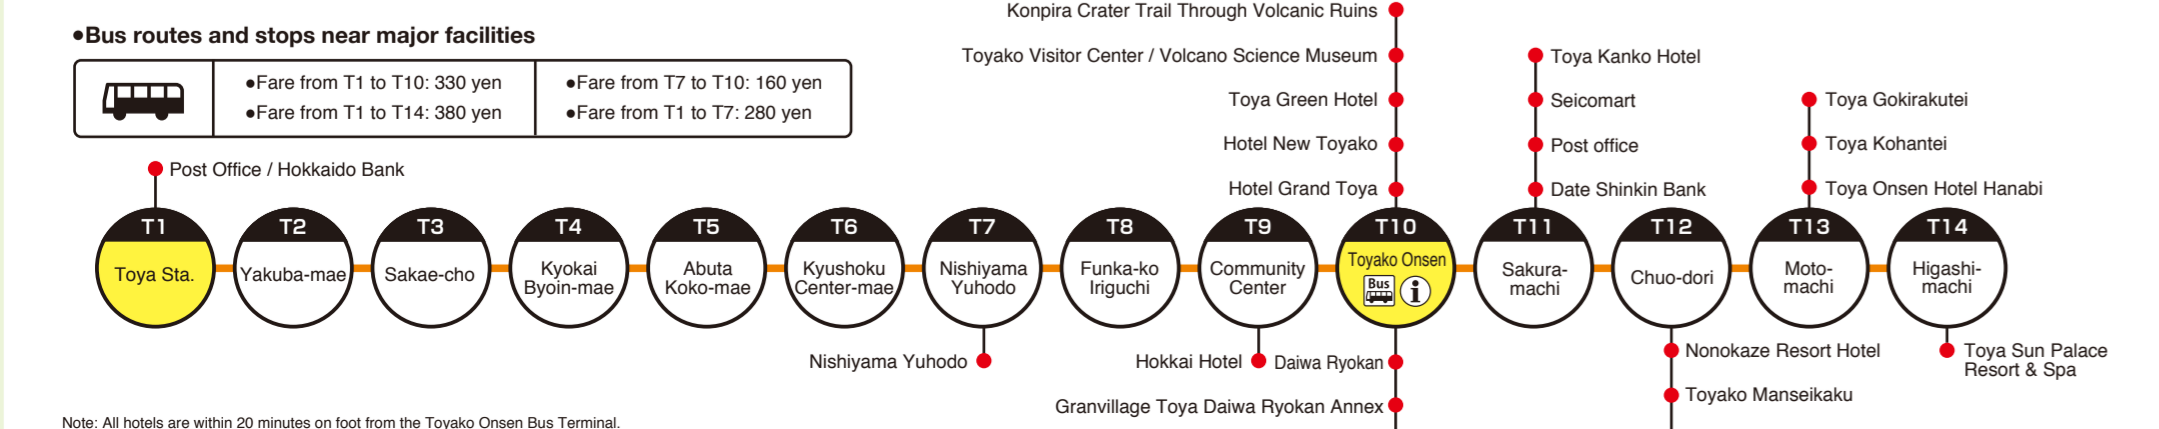 Konpira Crater Trail Through Volcanic Ruins
●Bus routes and stops near major facilities
Toyako Visitor Center / Volcano Science Museum
Toya Kanko Hotel
●Fare from T1 to T10: 330 yen
●Fare from T7 to T10: 160 yen
●Fare from T1 to T14: 380 yen
●Fare from T1 to T7: 280 yen
Toya Green Hotel
Seicomart
Toya Gokirakutei
Hotel New Toyako
Post office
Toya Kohantei
Post Office / Hokkaido Bank
Hotel Grand Toya
Date Shinkin Bank
Toya Onsen Hotel Hanabi
T1
Toya Sta.
T2
Yakuba-mae
T3
Sakae-cho
T4
Kyokai
Byoin-mae
T5
Abuta
Koko-mae
T6
Kyushoku
Center-mae
T7
Nishiyama
Yuhodo
T8
Funka-ko
Iriguchi
T9
Community
Center
T10
Toyako Onsen
Bus
i
T11
Sakura-
machi
T12
Chuo-dori
T13
Moto-
machi
T14
Higashi-
machi
Nishiyama Yuhodo
Hokkai Hotel
Daiwa Ryokan
Nonokaze Resort Hotel
Toya Sun Palace
Resort & Spa
Granvillage Toya Daiwa Ryokan Annex
Toyako Manseikaku
Note: All hotels are within 20 minutes on foot from the Toyako Onsen Bus Terminal.